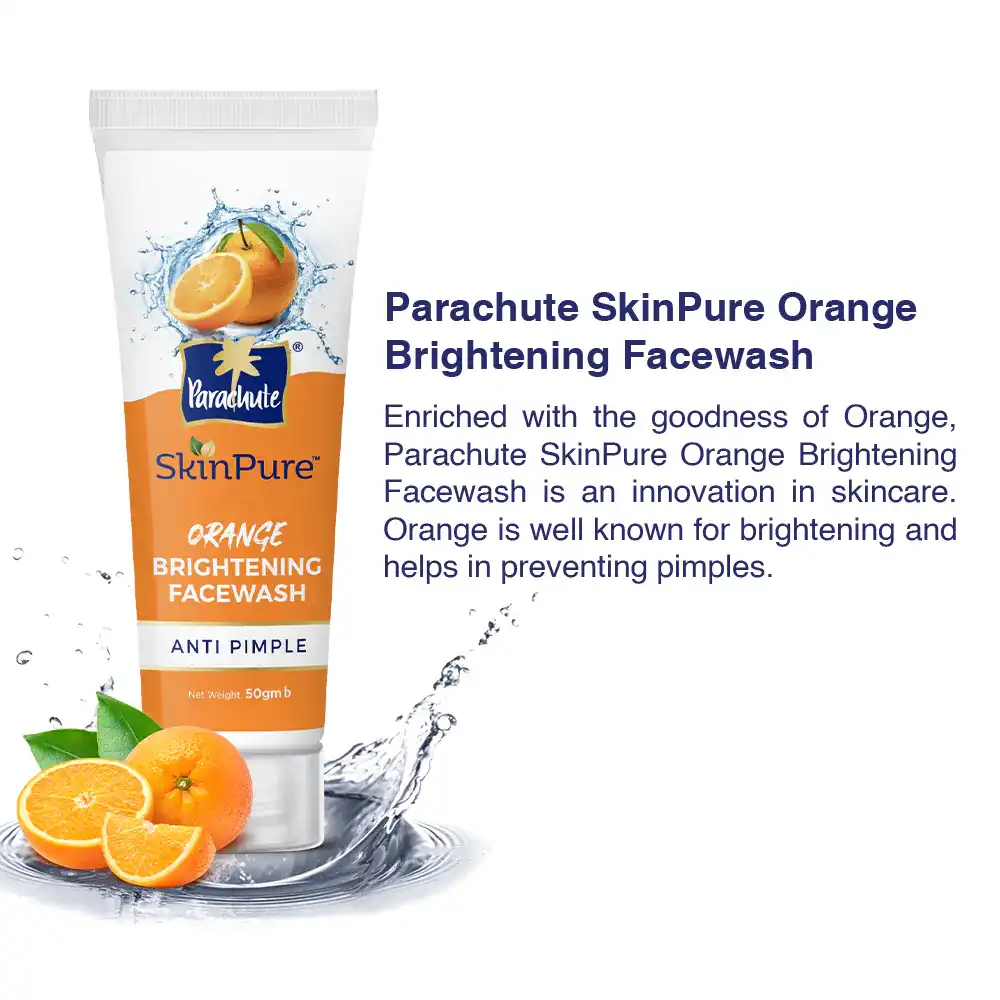 Parachute
®
SkinPure™
ORANGE
BRIGHTENING
FACEWASH
ANTI PIMPLE
Net Weight. 50gm b
Parachute SkinPure Orange
Brightening Facewash
Enriched with the goodness of Orange,
Parachute SkinPure Orange Brightening
Facewash is an innovation in skincare.
Orange is well known for brightening and
helps in preventing pimples.